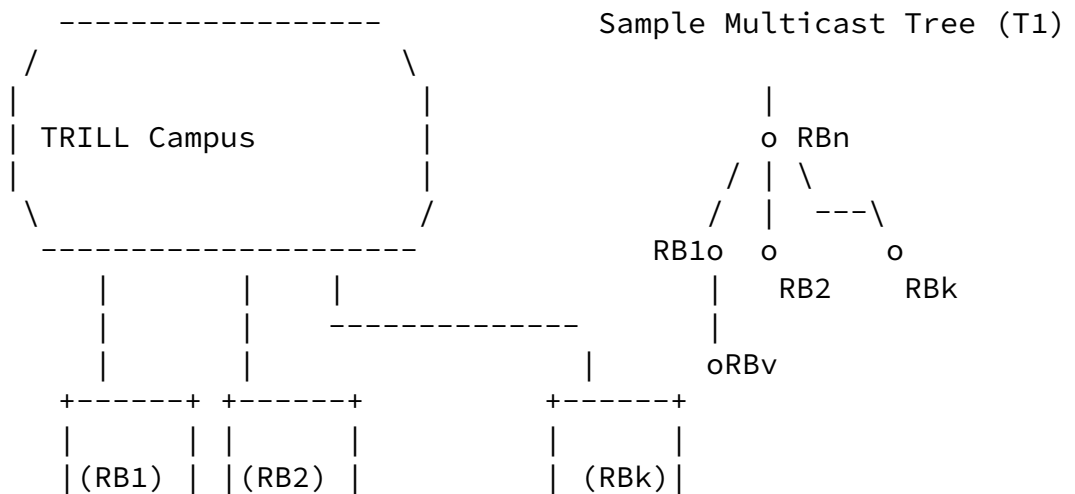 Sample Multicast Tree (T1)
TRILL Campus
o RBn
RB1o o o
RB2 RBk
oRBv
(RB1) (RB2) (RBk)